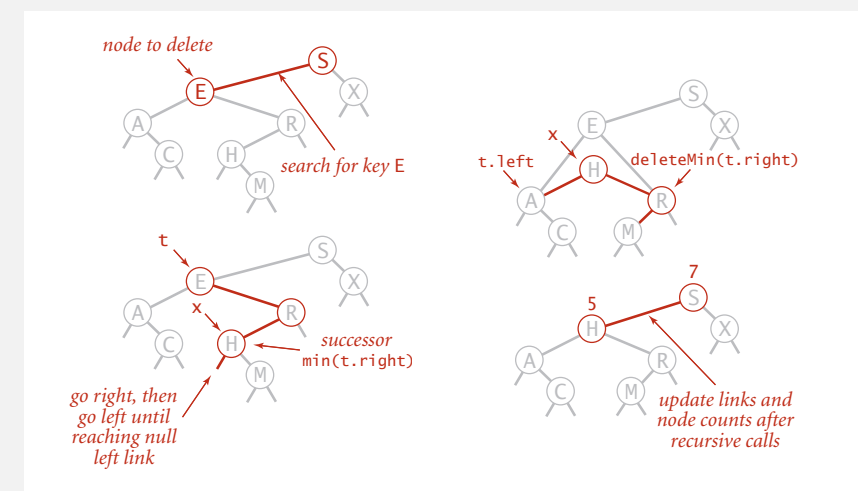 node to delete
S
E
X
A
R
C
H
M
search for key E
t
S
E
X
x
A
R
C
H
successor
min(t.right)
M
go right, then
go left until
reaching null
left link
S
E
X
x
t.left
H
deleteMin(t.right)
A
R
C
M
7
5
S
H
X
A
R
C
M
update links and
node counts after
recursive calls